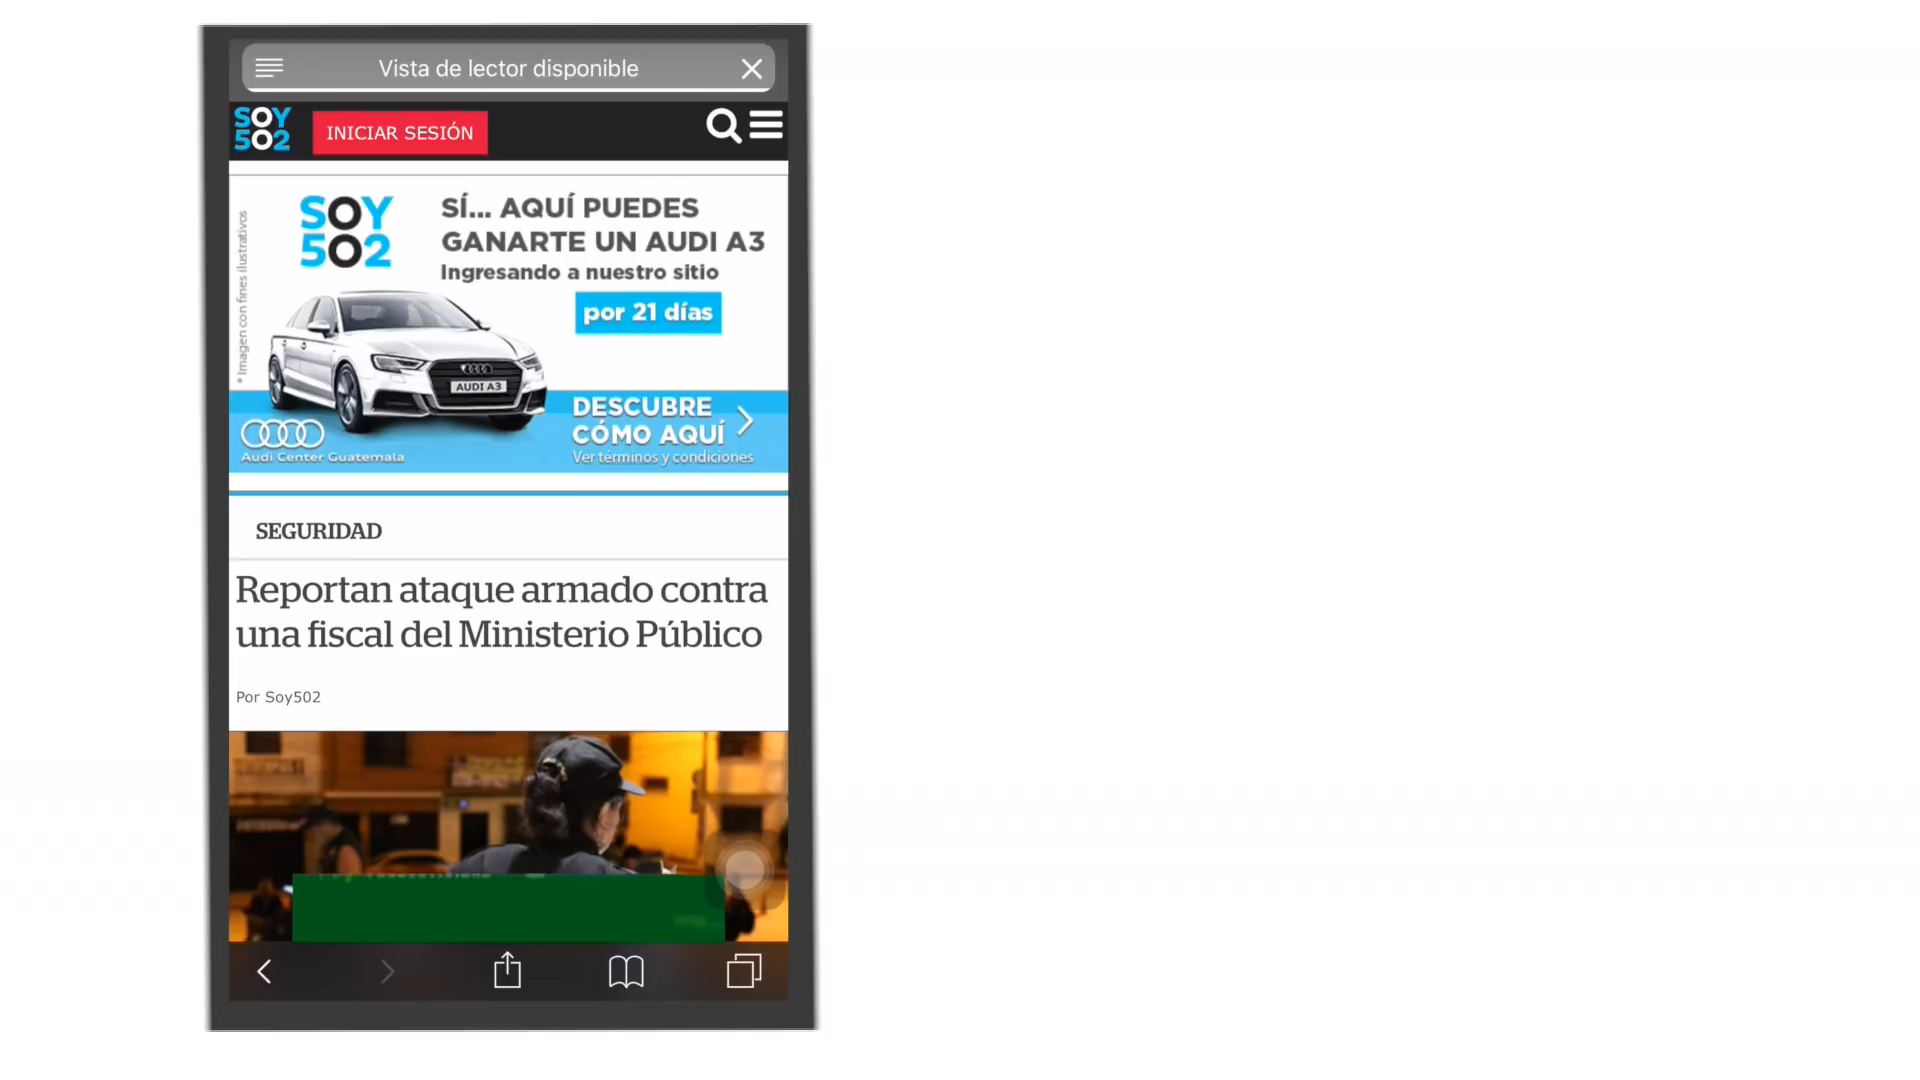 Vista de lector disponible
SOY
502
INICIAR SESIÓN
* Imagen con fines ilustrativos
SOY
502
SÍ... AQUÍ PUEDES
GANARTE UN AUDI A3
Ingresando a nuestro sitio
por 21 días
AUDI A3
Audi Center Guatemala
DESCUBRE
CÓMO AQUÍ
Ver términos y condiciones
SEGURIDAD
Reportan ataque armado contra
una fiscal del Ministerio Público
Por Soy502